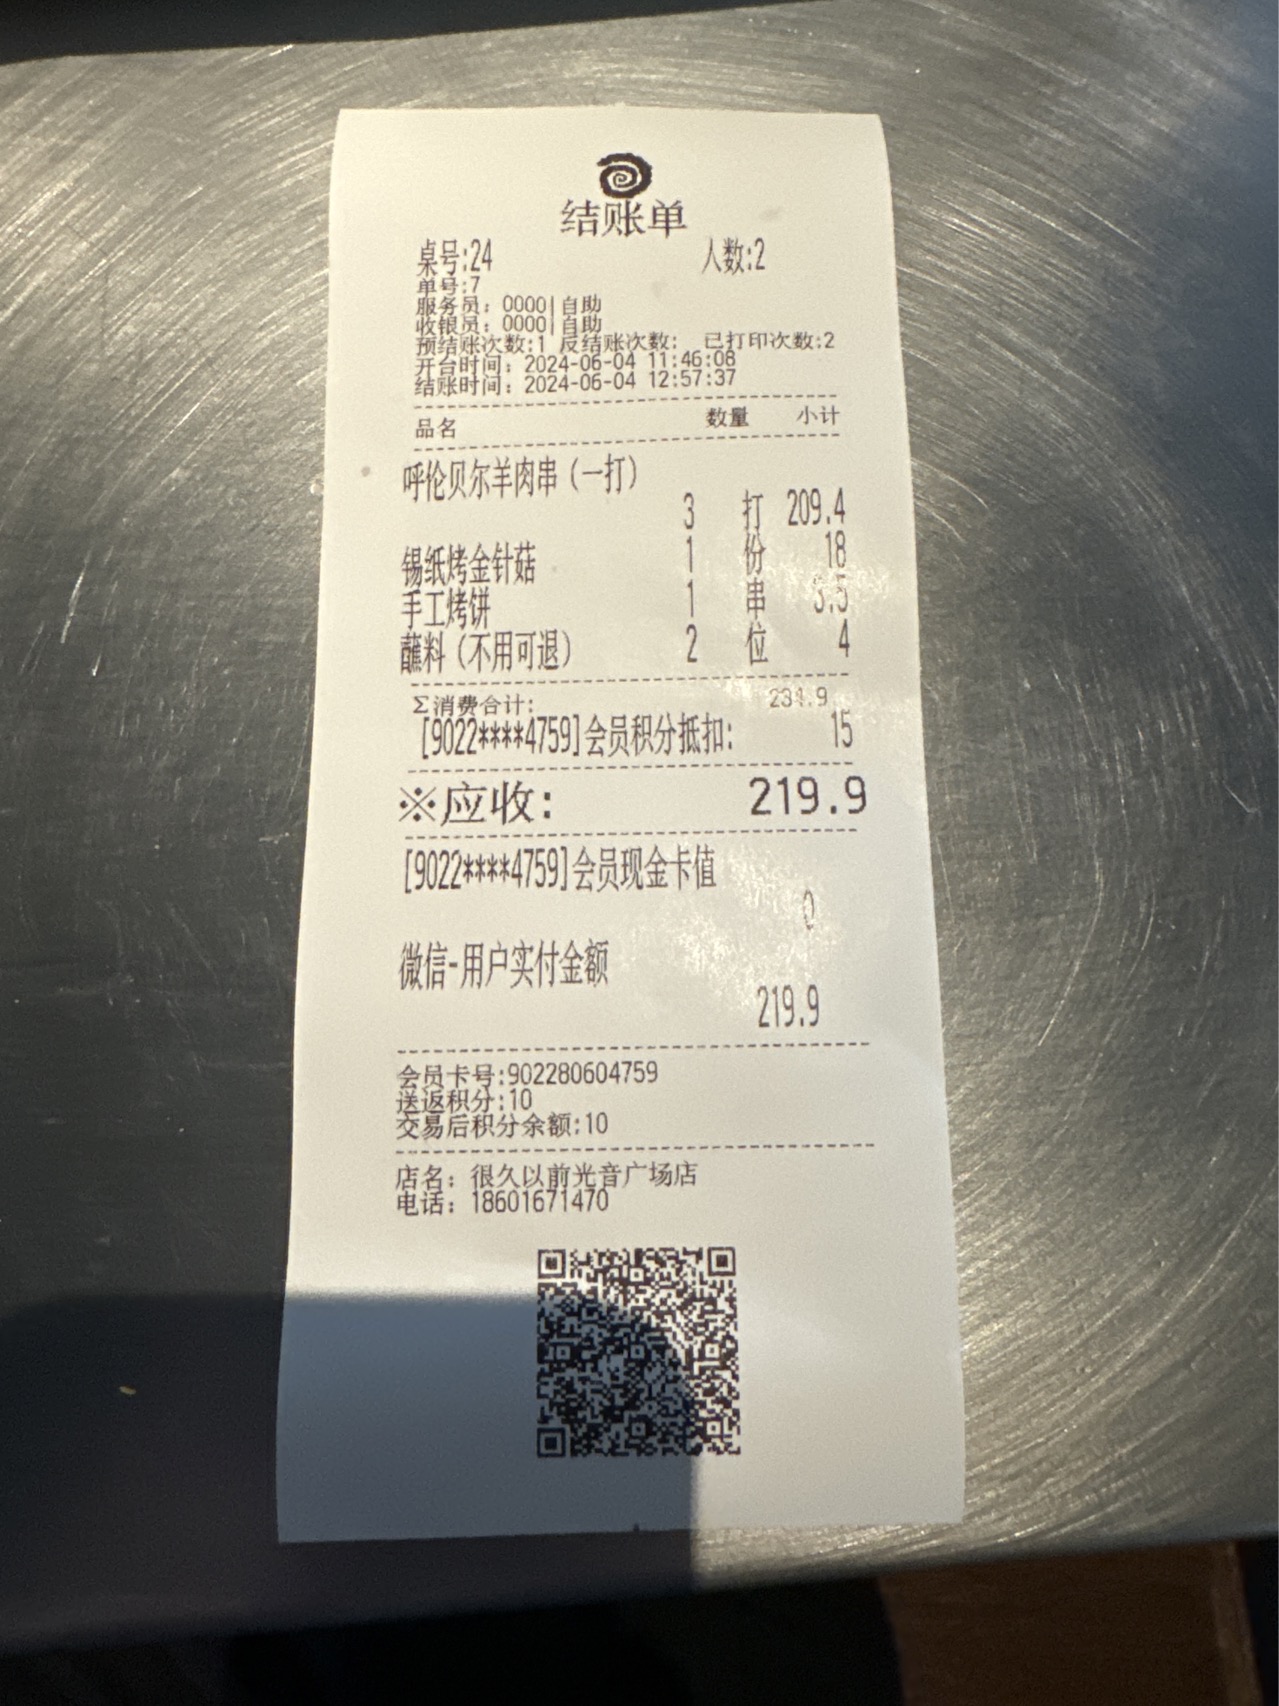 结账单
桌号:24 人数:2
单号:7
服务员: 0000|自助
收银员: 0000|自助
预结账次数:1 反结账次数: 已打印次数:2
开台时间: 2024-06-04 11:46:08
结账时间: 2024-06-04 12:57:37
品名 数量 小计
呼伦贝尔羊肉串(一打)
3 打 209.4
锡纸烤金针菇 1 份 18
手工烤饼 1 串 3.5
蘸料(不用可退) 2 位 4
Σ消费合计: 234.9
[9022****4759]会员积分抵扣: 15
※应收: 219.9
[9022****4759]会员现金卡值
0
微信-用户实付金额
219.9
会员卡号:902280604759
送返积分:10
交易后积分余额:10
店名: 很久以前光音广场店
电话: 18601671470